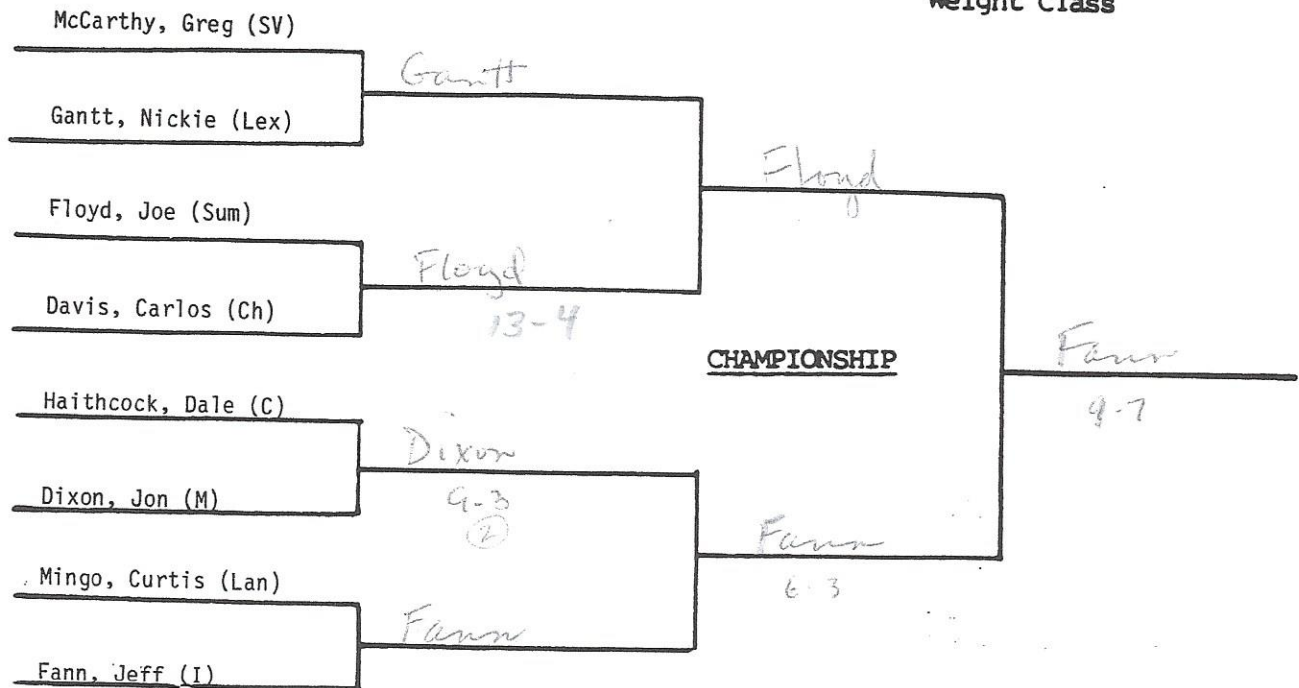 Weight Class
McCarthy, Greg (SV)
Gantt
Gantt, Nickie (Lex)
Floyd
Floyd, Joe (Sum)
Floyd
13-4
Davis, Carlos (Ch)
CHAMPIONSHIP
Fann
9-7
Haithcock, Dale (C)
Dixon
9-3
2
Dixon, Jon (M)
Fann
6-3
Mingo, Curtis (Lan)
Fann
Fann, Jeff (I)